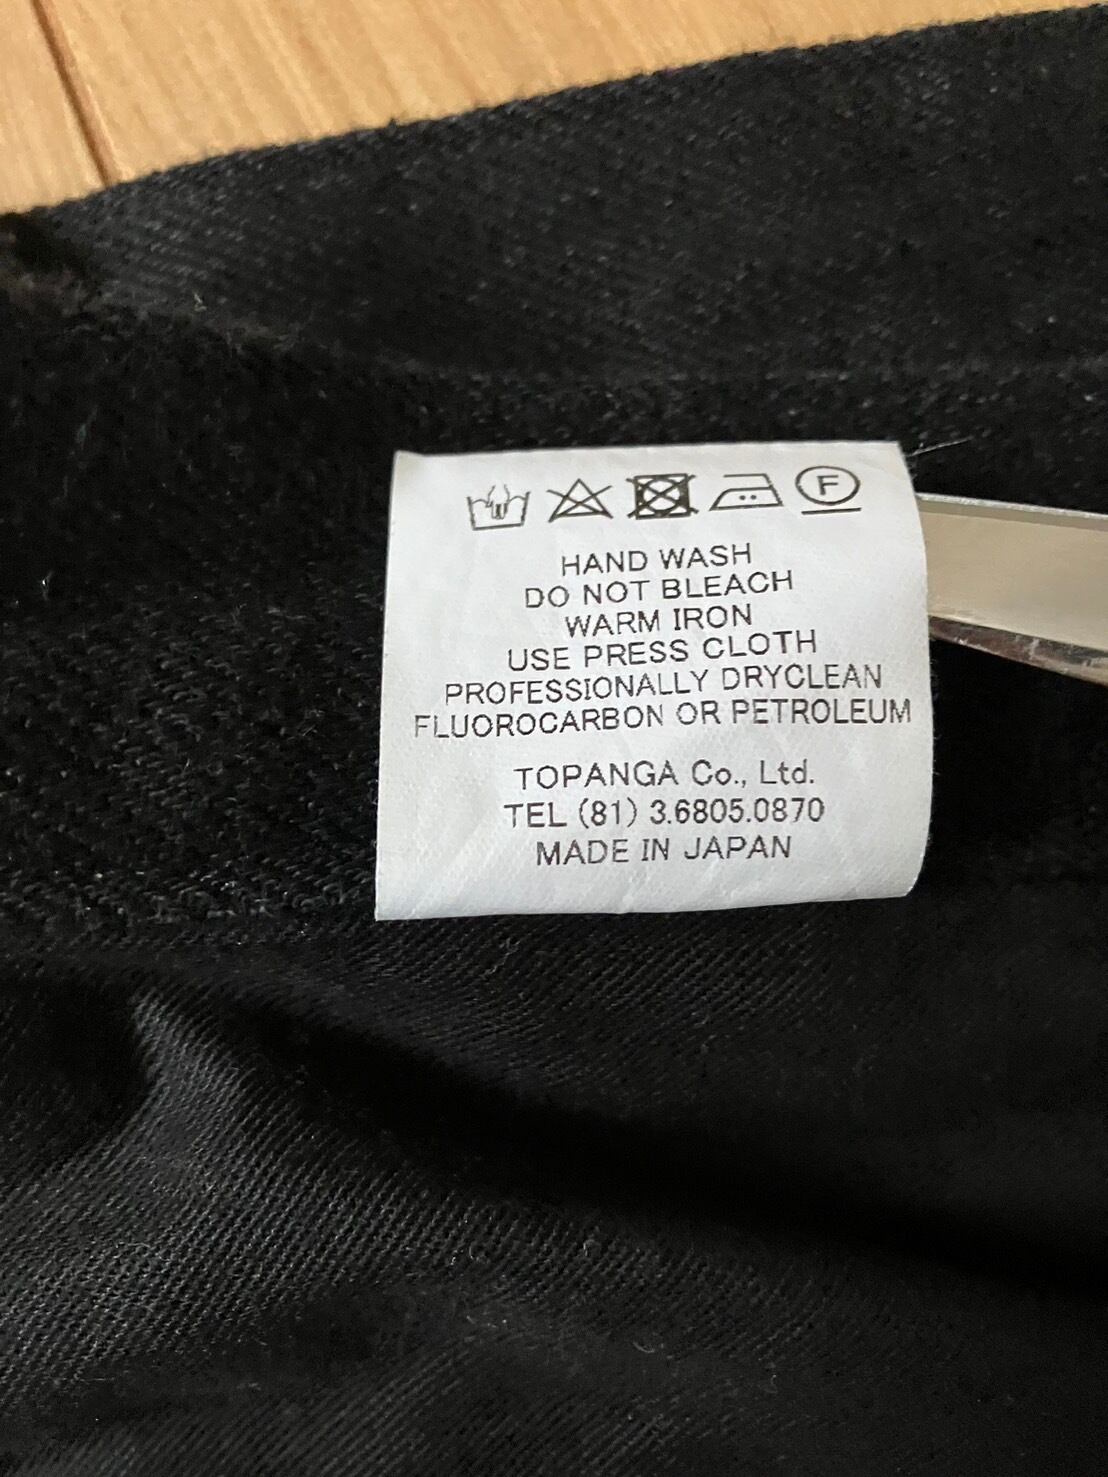 F
HAND WASH
DO NOT BLEACH
WARM IRON
USE PRESS CLOTH
PROFESSIONALLY DRYCLEAN
FLUOROCARBON OR PETROLEUM
TOPANGA Co., Ltd.
TEL (81) 3.6805.0870
MADE IN JAPAN